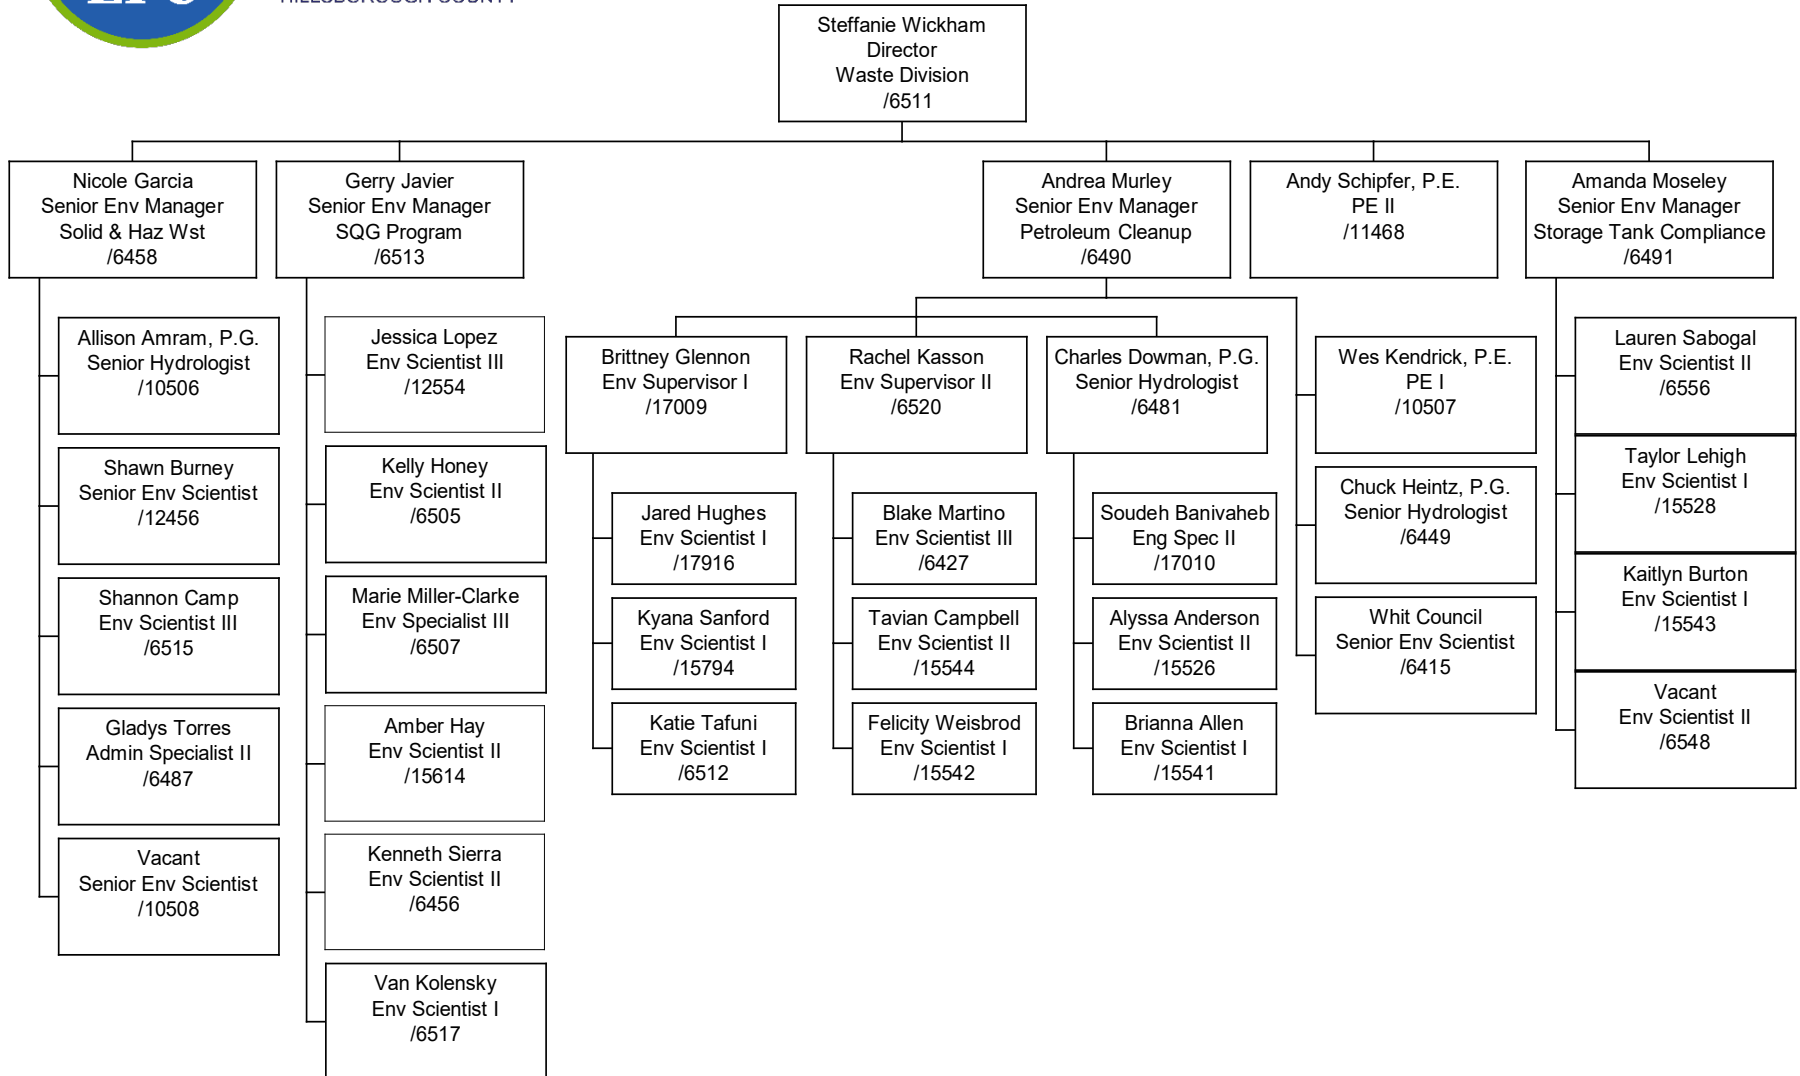 Steffanie Wickham
Director
Waste Division
/6511
Nicole Garcia
Senior Env Manager
Solid & Haz Wst
/6458
Gerry Javier
Senior Env Manager
SQG Program
/6513
Andrea Murley
Senior Env Manager
Petroleum Cleanup
/6490
Andy Schipfer, P.E.
PE II
/11468
Amanda Moseley
Senior Env Manager
Storage Tank Compliance
/6491
Allison Amram, P.G.
Senior Hydrologist
/10506
Shawn Burney
Senior Env Scientist
/12456
Shannon Camp
Env Scientist III
/6515
Gladys Torres
Admin Specialist II
/6487
Vacant
Senior Env Scientist
/10508
Jessica Lopez
Env Scientist III
/12554
Kelly Honey
Env Scientist II
/6505
Marie Miller-Clarke
Env Specialist III
/6507
Amber Hay
Env Scientist II
/15614
Kenneth Sierra
Env Scientist II
/6456
Van Kolensky
Env Scientist I
/6517
Brittney Glennon
Env Supervisor I
/17009
Jared Hughes
Env Scientist I
/17916
Kyana Sanford
Env Scientist I
/15794
Katie Tafuni
Env Scientist I
/6512
Rachel Kasson
Env Supervisor II
/6520
Blake Martino
Env Scientist III
/6427
Tavian Campbell
Env Scientist II
/15544
Felicity Weisbrod
Env Scientist I
/15542
Charles Dowman, P.G.
Senior Hydrologist
/6481
Soudeh Banivaheb
Eng Spec II
/17010
Alyssa Anderson
Env Scientist II
/15526
Brianna Allen
Env Scientist I
/15541
Wes Kendrick, P.E.
PE I
/10507
Chuck Heintz, P.G.
Senior Hydrologist
/6449
Whit Council
Senior Env Scientist
/6415
Lauren Sabogal
Env Scientist II
/6556
Taylor Lehigh
Env Scientist I
/15528
Kaitlyn Burton
Env Scientist I
/15543
Vacant
Env Scientist II
/6548